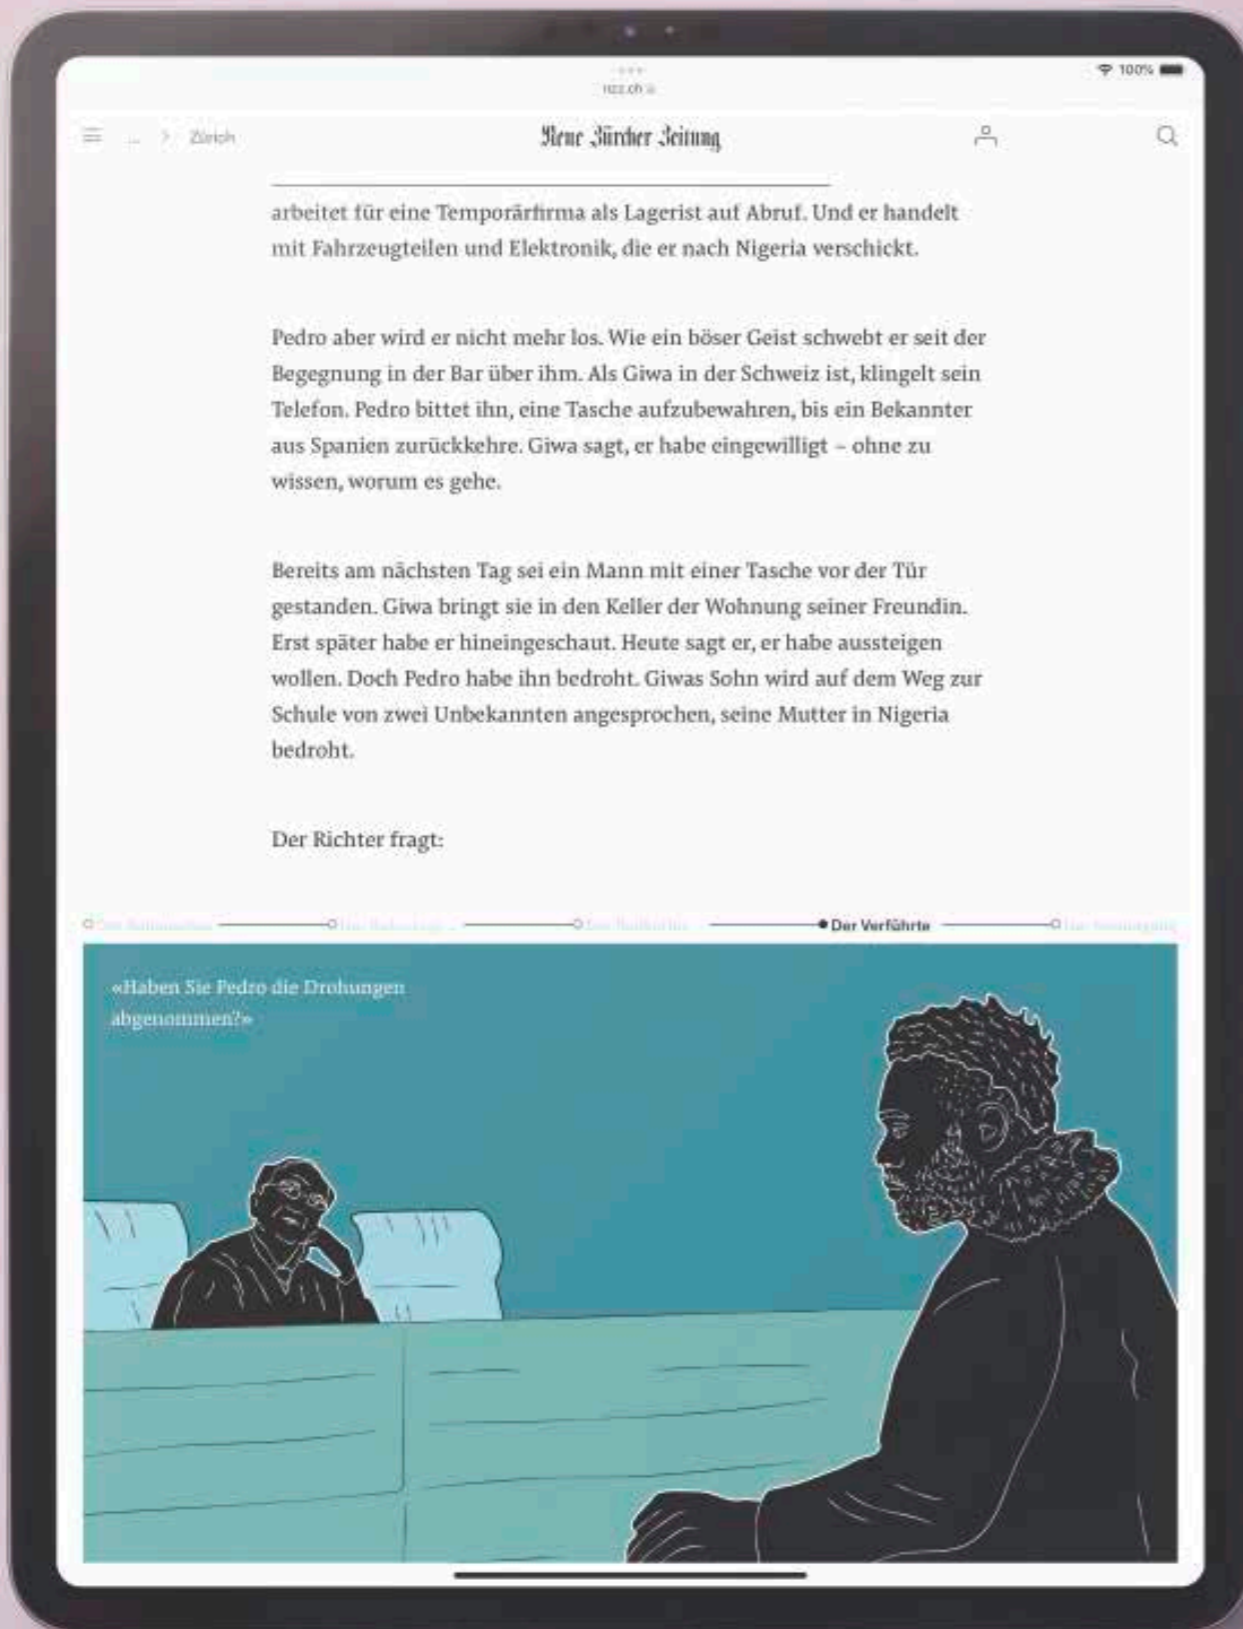 100%
nzz.ch
... > Zürich
Neue Zürcher Zeitung
arbeitet für eine Temporärfirma als Lagerist auf Abruf. Und er handelt
mit Fahrzeugteilen und Elektronik, die er nach Nigeria verschickt.
Pedro aber wird er nicht mehr los. Wie ein böser Geist schwebt er seit der
Begegnung in der Bar über ihm. Als Giwa in der Schweiz ist, klingelt sein
Telefon. Pedro bittet ihn, eine Tasche aufzubewahren, bis ein Bekannter
aus Spanien zurückkehre. Giwa sagt, er habe eingewilligt – ohne zu
wissen, worum es gehe.
Bereits am nächsten Tag sei ein Mann mit einer Tasche vor der Tür
gestanden. Giwa bringt sie in den Keller der Wohnung seiner Freundin.
Erst später habe er hineingeschaut. Heute sagt er, er habe aussteigen
wollen. Doch Pedro habe ihn bedroht. Giwas Sohn wird auf dem Weg zur
Schule von zwei Unbekannten angesprochen, seine Mutter in Nigeria
bedroht.
Der Richter fragt:
Der Verführte
«Haben Sie Pedro die Drohungen
abgenommen?»